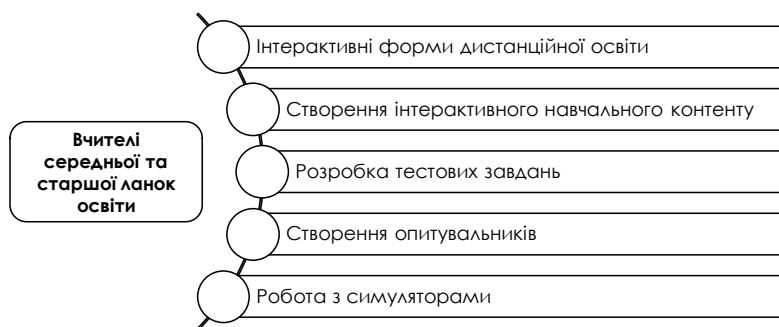 Інтерактивні форми дистанційної освіти
Створення інтерактивного навчального контенту
Вчителі
середньої та
старшої ланок
освіти
Розробка тестових завдань
Створення опитувальників
Робота з симуляторами